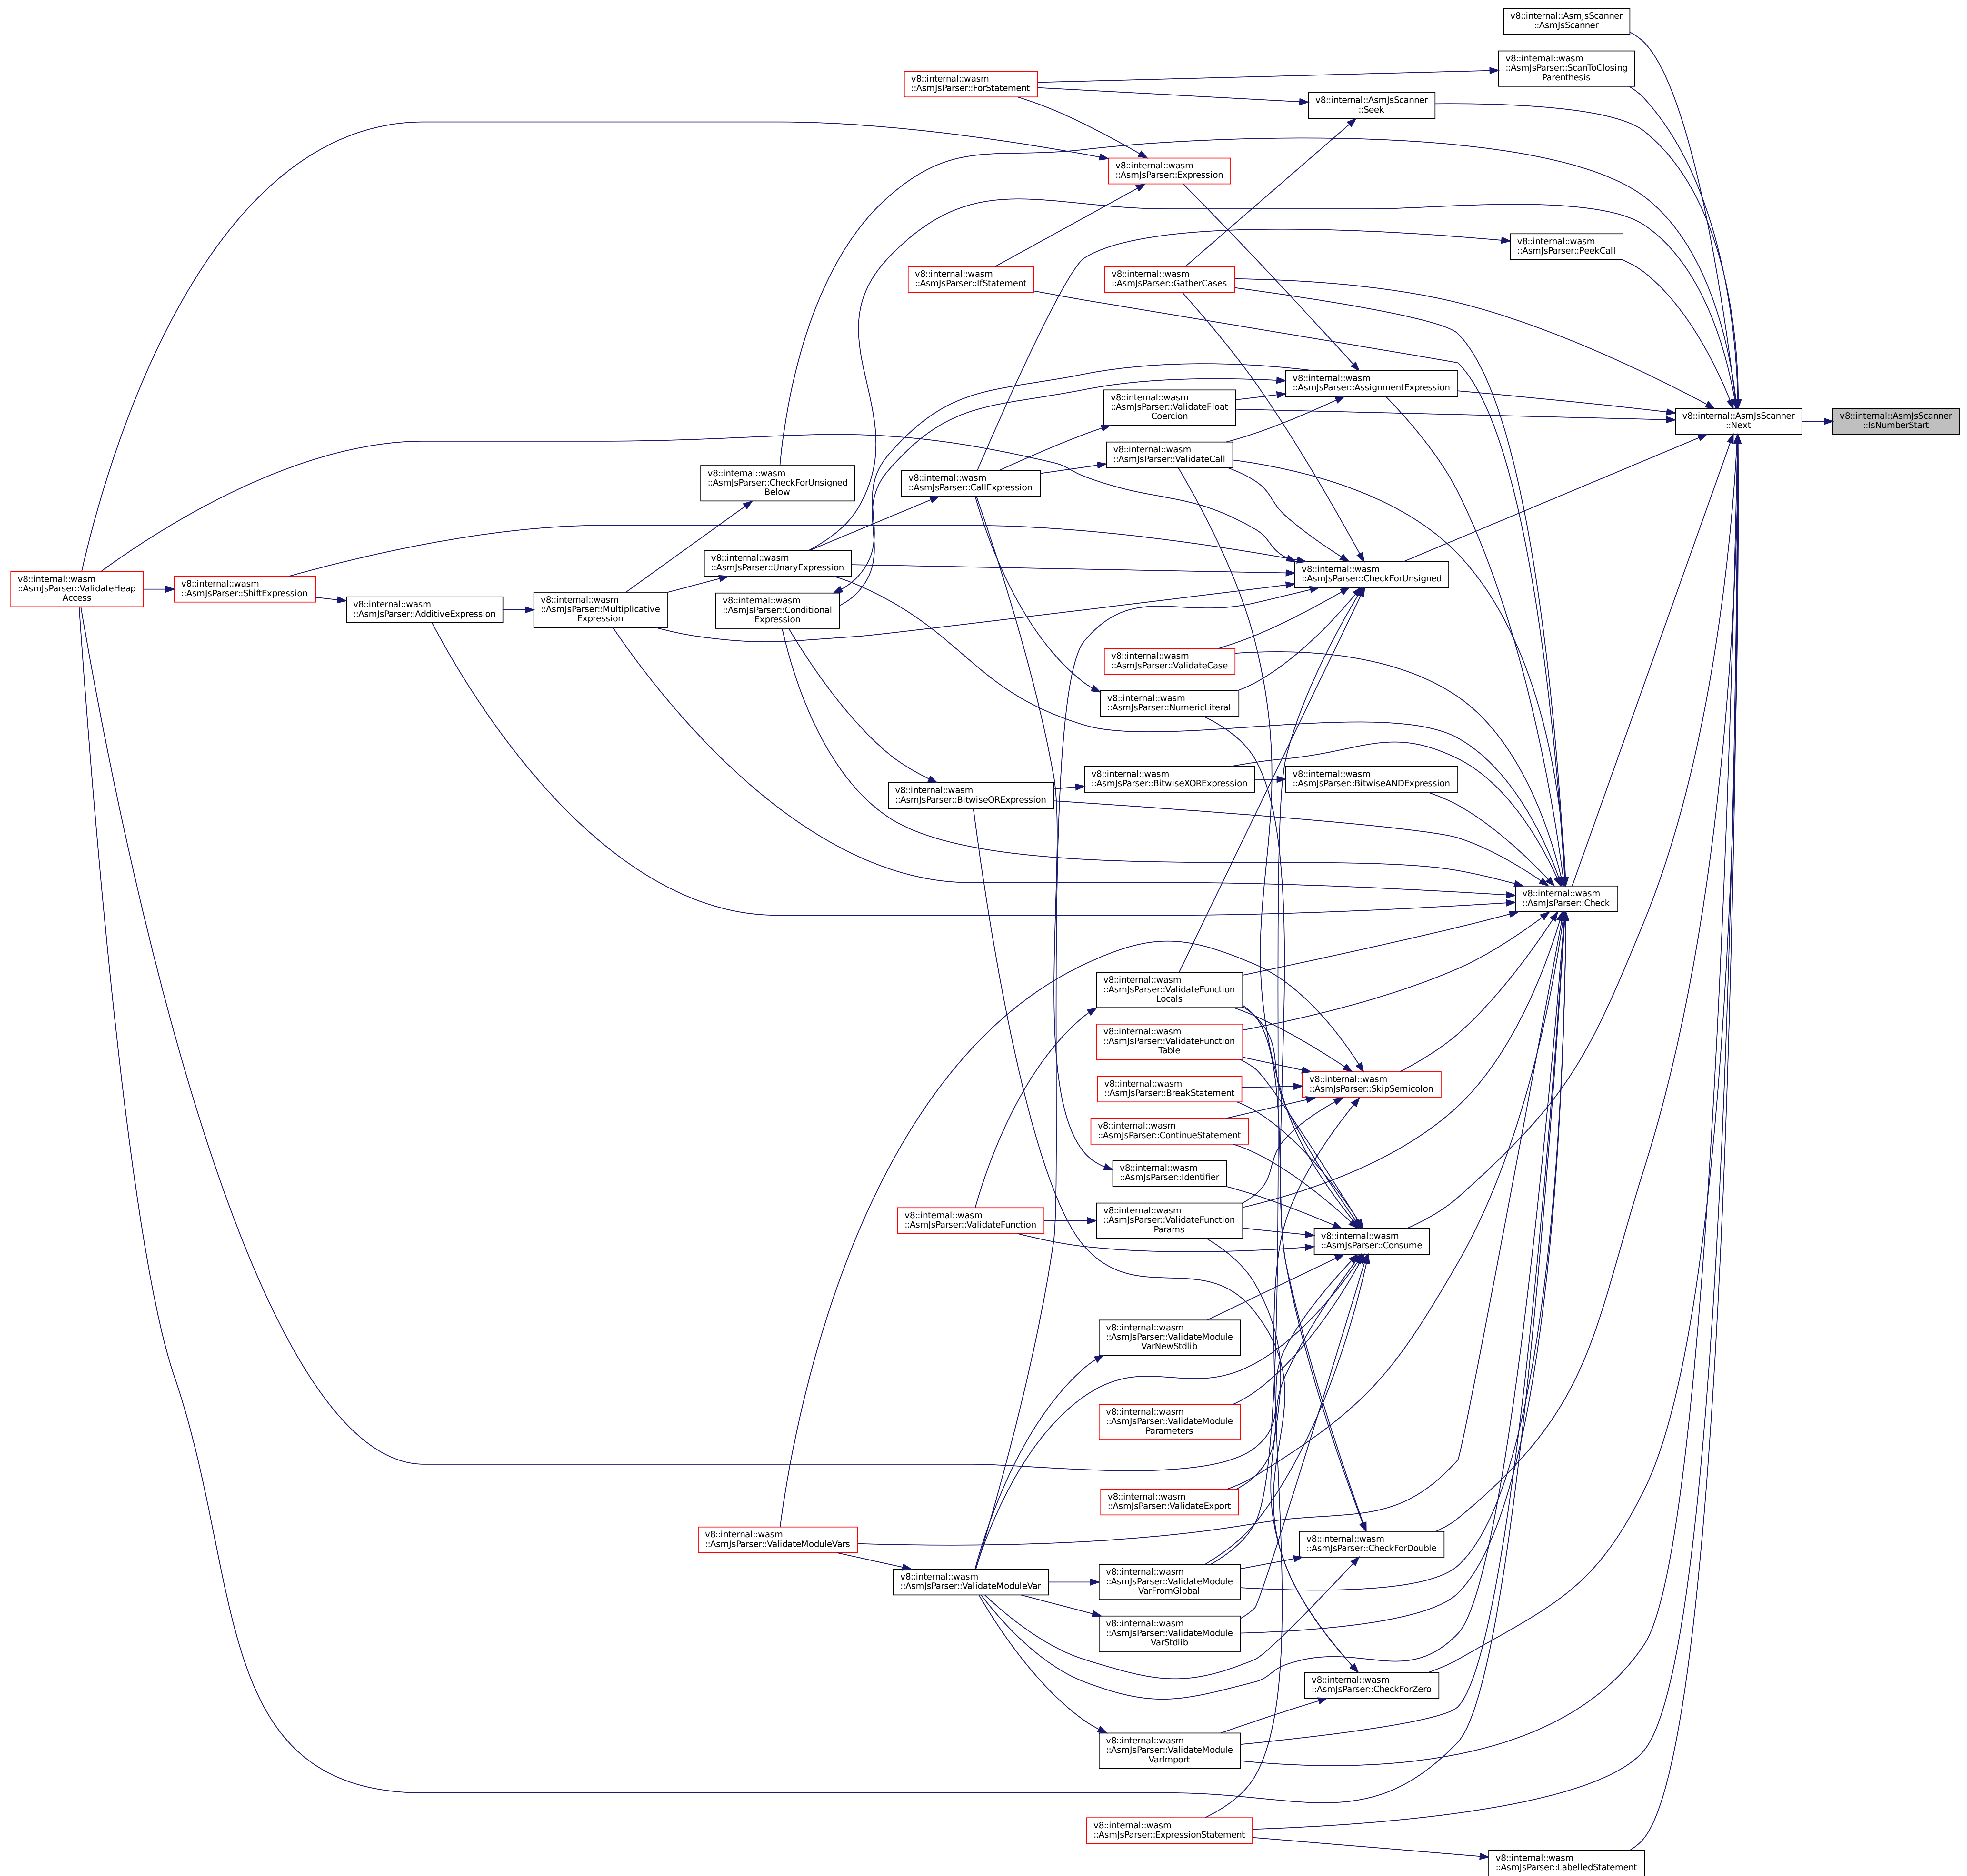 v8::internal::AsmJsScanner
::AsmJsScanner
v8::internal::wasm
::AsmJsParser::ScanToClosing
Parenthesis
v8::internal::wasm
::AsmJsParser::ForStatement
v8::internal::AsmJsScanner
::Seek
v8::internal::wasm
::AsmJsParser::Expression
v8::internal::wasm
::AsmJsParser::PeekCall
v8::internal::wasm
::AsmJsParser::IfStatement
v8::internal::wasm
::AsmJsParser::GatherCases
v8::internal::wasm
::AsmJsParser::AssignmentExpression
v8::internal::wasm
::AsmJsParser::ValidateFloat
Coercion
v8::internal::AsmJsScanner
::Next
v8::internal::AsmJsScanner
::IsNumberStart
v8::internal::wasm
::AsmJsParser::ValidateCall
v8::internal::wasm
::AsmJsParser::CheckForUnsigned
Below
v8::internal::wasm
::AsmJsParser::CallExpression
v8::internal::wasm
::AsmJsParser::UnaryExpression
v8::internal::wasm
::AsmJsParser::CheckForUnsigned
v8::internal::wasm
::AsmJsParser::ValidateHeap
Access
v8::internal::wasm
::AsmJsParser::ShiftExpression
v8::internal::wasm
::AsmJsParser::AdditiveExpression
v8::internal::wasm
::AsmJsParser::Multiplicative
Expression
v8::internal::wasm
::AsmJsParser::Conditional
Expression
v8::internal::wasm
::AsmJsParser::ValidateCase
v8::internal::wasm
::AsmJsParser::NumericLiteral
v8::internal::wasm
::AsmJsParser::BitwiseORExpression
v8::internal::wasm
::AsmJsParser::BitwiseXORExpression
v8::internal::wasm
::AsmJsParser::BitwiseANDExpression
v8::internal::wasm
::AsmJsParser::Check
v8::internal::wasm
::AsmJsParser::ValidateFunction
Locals
v8::internal::wasm
::AsmJsParser::ValidateFunction
Table
v8::internal::wasm
::AsmJsParser::SkipSemicolon
v8::internal::wasm
::AsmJsParser::BreakStatement
v8::internal::wasm
::AsmJsParser::ContinueStatement
v8::internal::wasm
::AsmJsParser::Identifier
v8::internal::wasm
::AsmJsParser::ValidateFunction
v8::internal::wasm
::AsmJsParser::ValidateFunction
Params
v8::internal::wasm
::AsmJsParser::Consume
v8::internal::wasm
::AsmJsParser::ValidateModule
VarNewStdlib
v8::internal::wasm
::AsmJsParser::ValidateModule
Parameters
v8::internal::wasm
::AsmJsParser::ValidateExport
v8::internal::wasm
::AsmJsParser::ValidateModuleVars
v8::internal::wasm
::AsmJsParser::CheckForDouble
v8::internal::wasm
::AsmJsParser::ValidateModuleVar
v8::internal::wasm
::AsmJsParser::ValidateModule
VarFromGlobal
v8::internal::wasm
::AsmJsParser::ValidateModule
VarStdlib
v8::internal::wasm
::AsmJsParser::CheckForZero
v8::internal::wasm
::AsmJsParser::ValidateModule
VarImport
v8::internal::wasm
::AsmJsParser::ExpressionStatement
v8::internal::wasm
::AsmJsParser::LabelledStatement